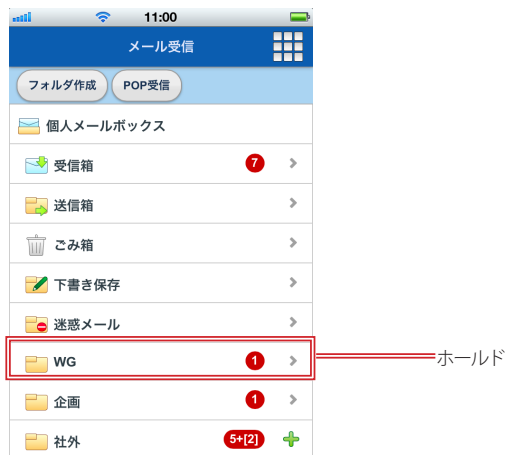 11:00
メール受信
フォルダ作成 POP受信
個人メールボックス
受信箱 7
送信箱
ごみ箱
下書き保存
迷惑メール
WG 1
ホールド
企画 1
社外 5+[2]